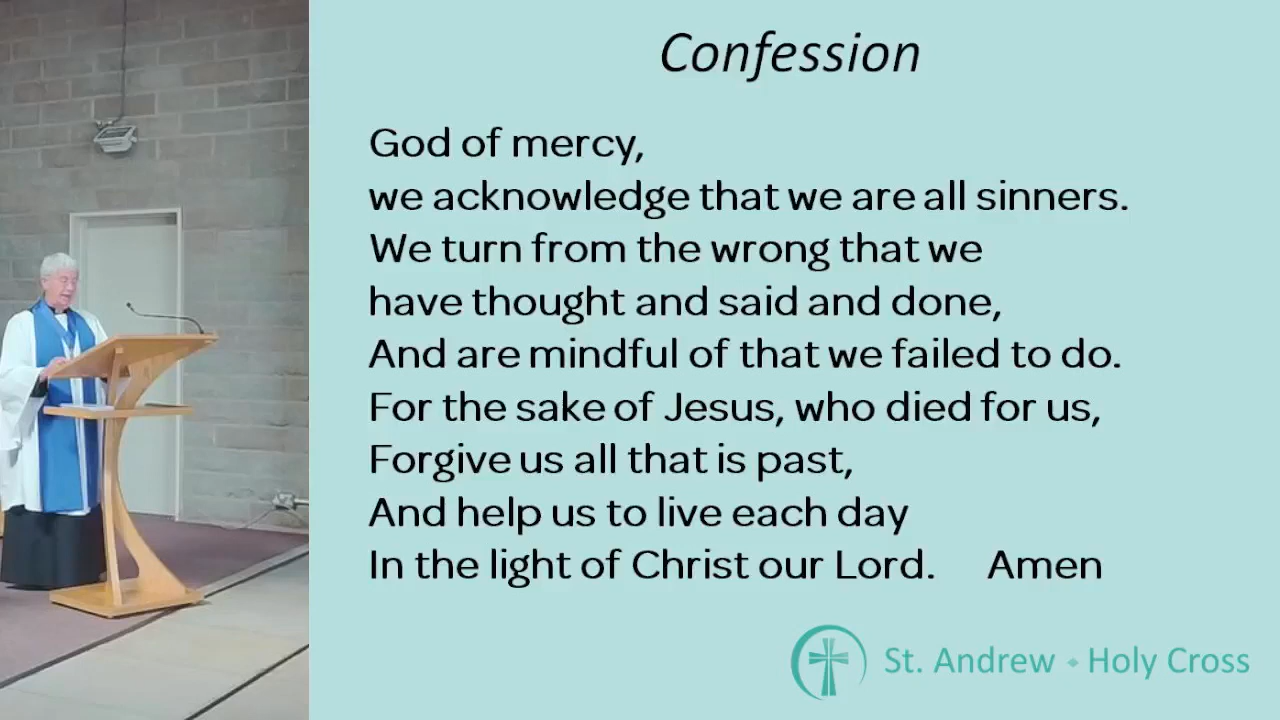 Confession
God of mercy,
we acknowledge that we are all sinners.
We turn from the wrong that we
have thought and said and done,
And are mindful of that we failed to do.
For the sake of Jesus, who died for us,
Forgive us all that is past,
And help us to live each day
In the light of Christ our Lord. Amen
St. Andrew • Holy Cross